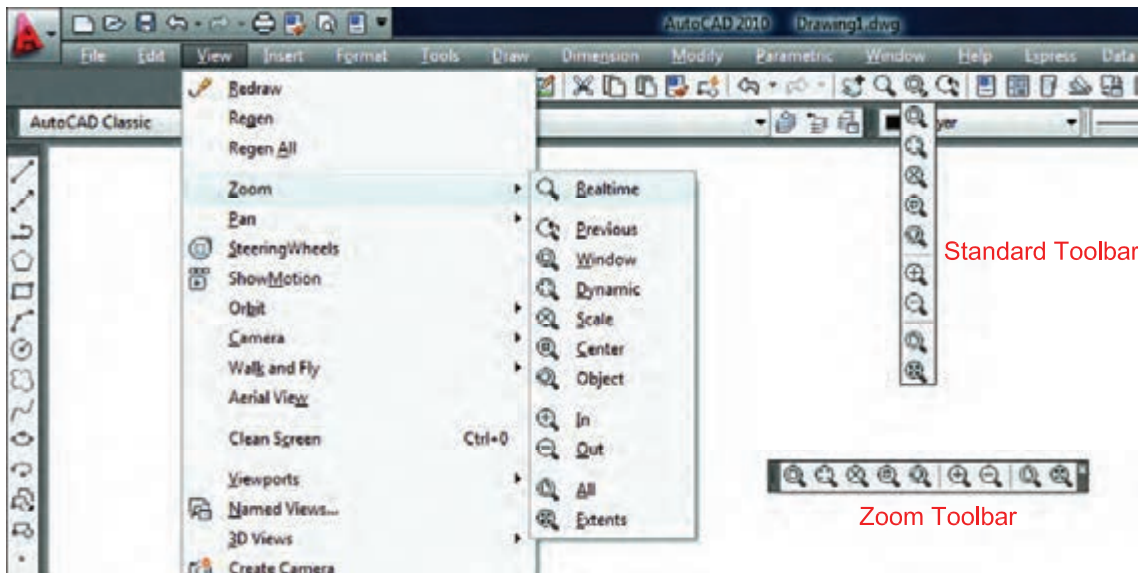 AutoCAD 2010 Drawing1.dwg
File Edit View Insert Format Tools Draw Dimension Modify Parametric Window Help Express Data
AutoCAD Classic
yer
Redraw
Regen
Regen All
Zoom
Pan
SteeringWheels
ShowMotion
Orbit
Camera
Walk and Fly
Aerial View
Clean Screen Ctrl+0
Viewports
Named Views...
3D Views
Create Camera
Realtime
Previous
Window
Dynamic
Scale
Center
Object
In
Out
All
Extents
Standard Toolbar
Zoom Toolbar